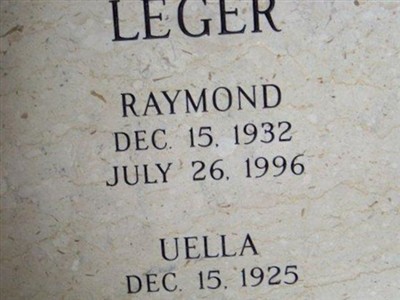 LEGER
RAYMOND
DEC. 15. 1932
JULY 26. 1996
UELLA
DEC. 15. 1925